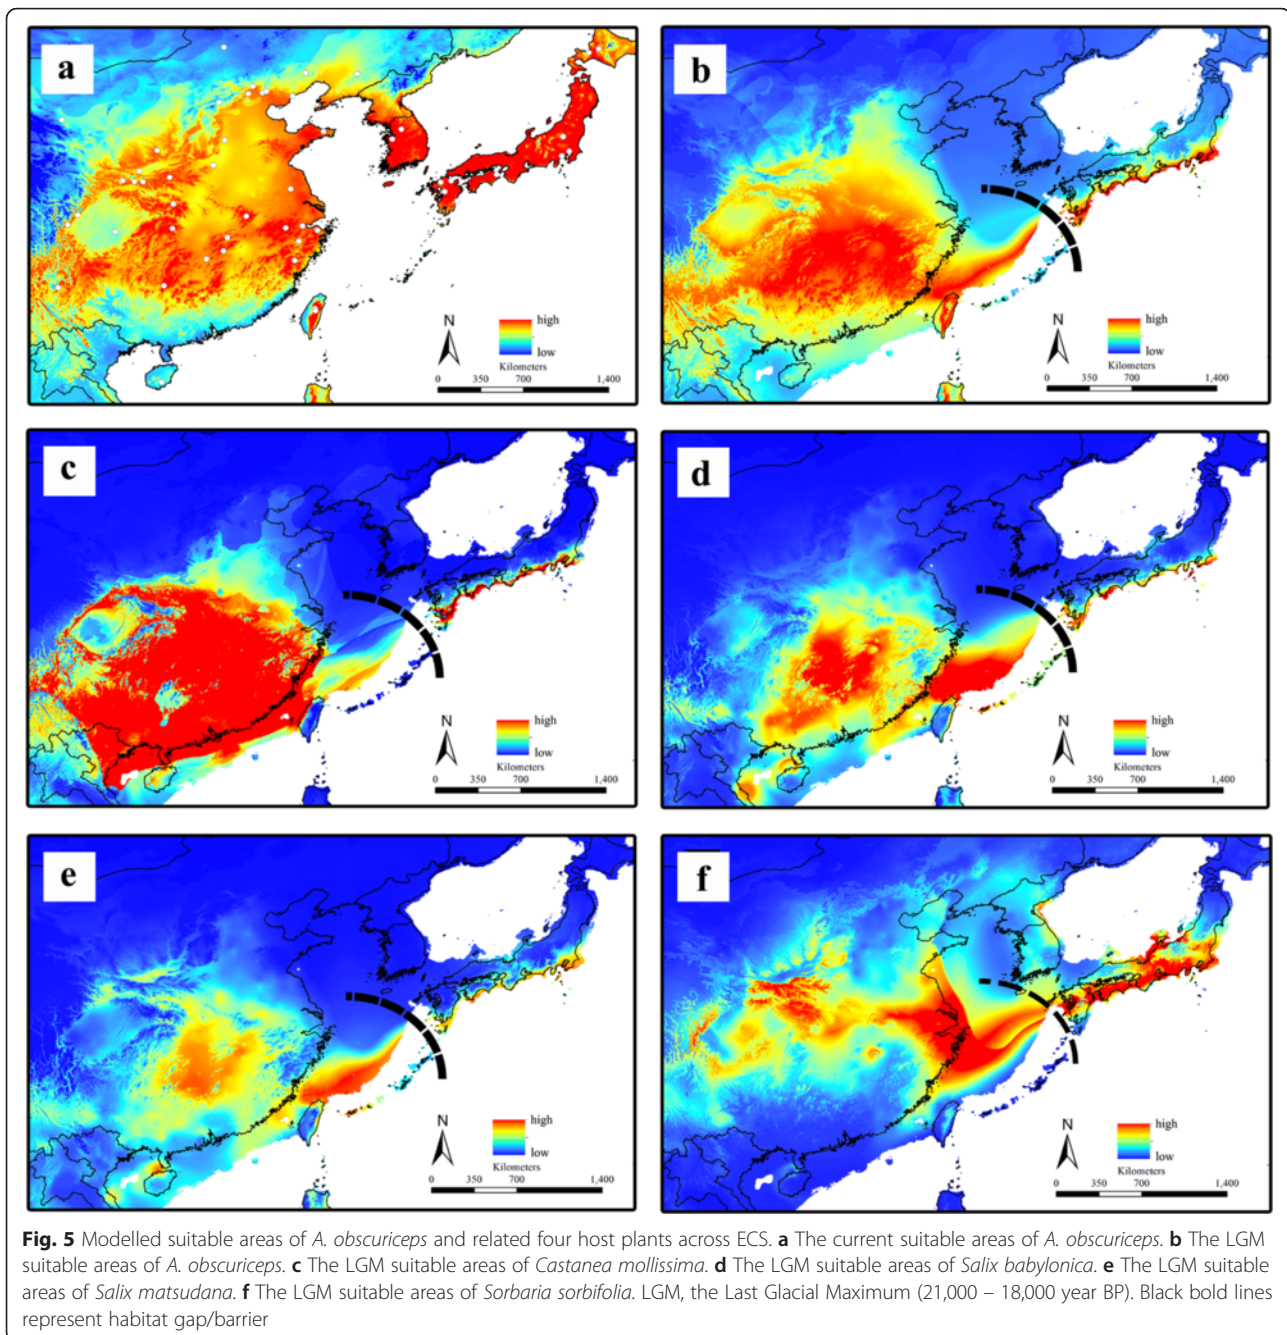 a
N
high
low
Kilometers
0 350 700 1,400
b
N
high
low
Kilometers
0 350 700 1,400
c
N
high
low
Kilometers
0 350 700 1,400
d
N
high
low
Kilometers
0 350 700 1,400
e
N
high
low
Kilometers
0 350 700 1,400
f
N
high
low
Kilometers
0 350 700 1,400
Fig. 5 Modelled suitable areas of A. obscuriceps and related four host plants across ECS. a The current suitable areas of A. obscuriceps. b The LGM
suitable areas of A. obscuriceps. c The LGM suitable areas of Castanea mollissima. d The LGM suitable areas of Salix babylonica. e The LGM suitable
areas of Salix matsudana. f The LGM suitable areas of Sorbaria sorbifolia. LGM, the Last Glacial Maximum (21,000 – 18,000 year BP). Black bold lines
represent habitat gap/barrier